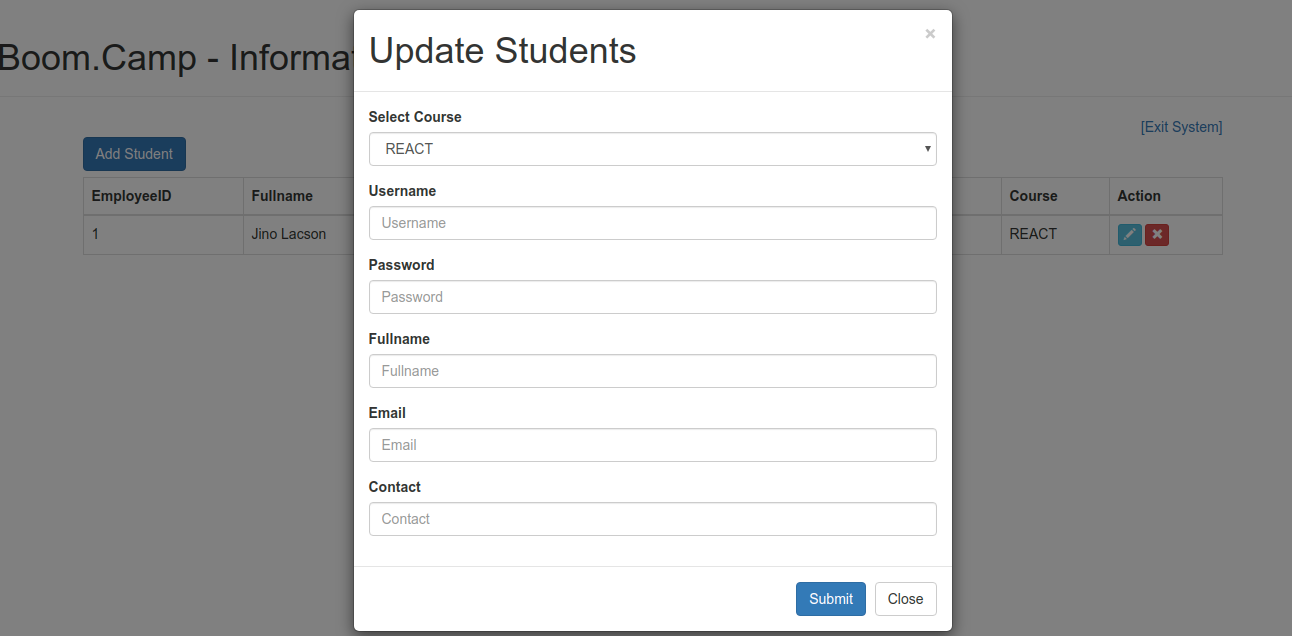 Boom.Camp - Informat
[Exit System]
Add Student
EmployeeID Fullname Course Action
1 Jino Lacson REACT
Update Students
×
Select Course
REACT
Username
Username
Password
Password
Fullname
Fullname
Email
Email
Contact
Contact
Submit Close